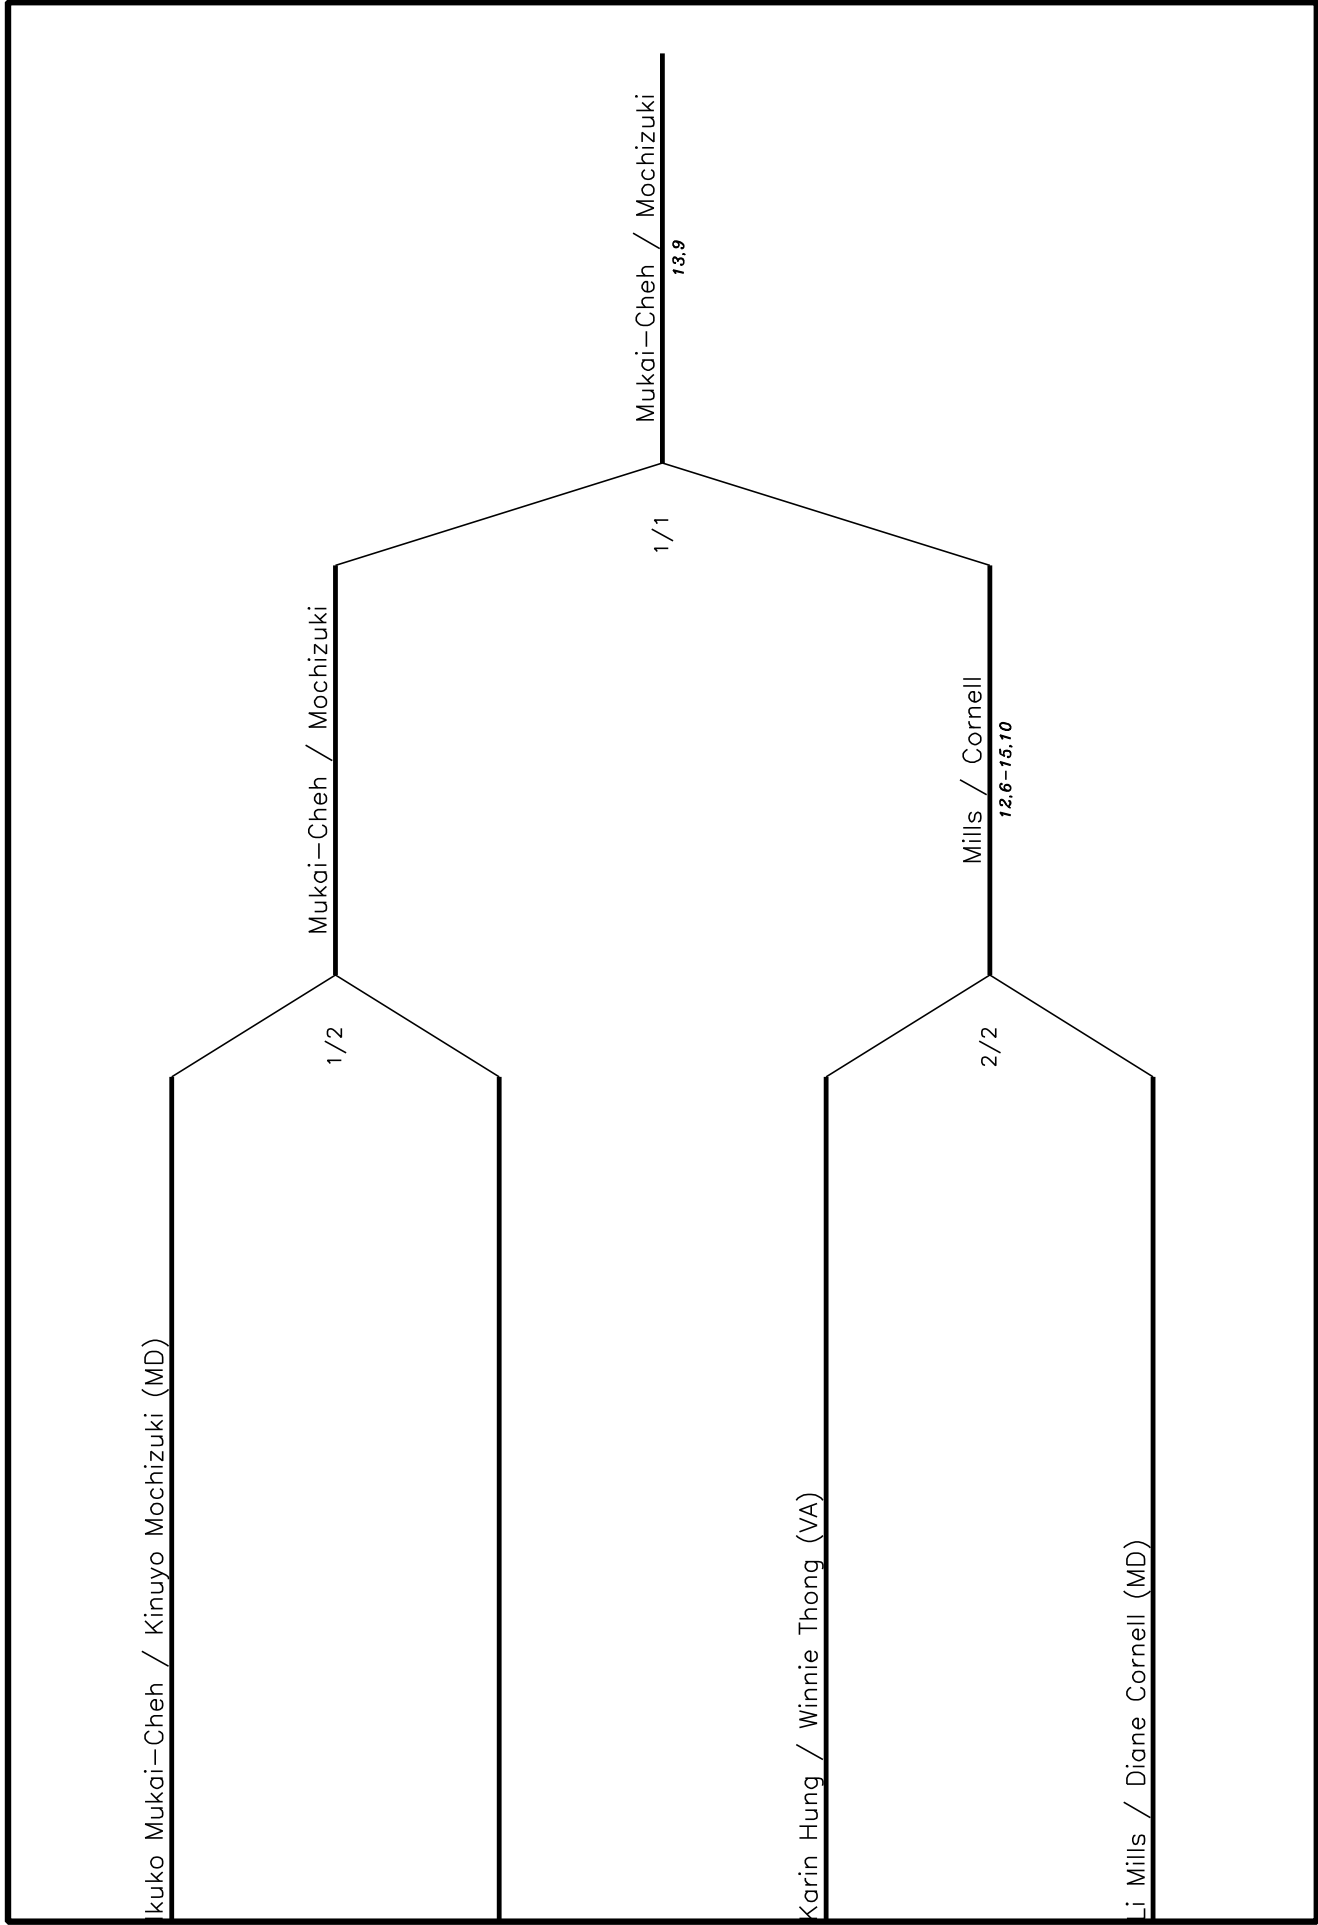 Ikuko Mukai-Cheh / Kinuyo Mochizuki (MD)
1/2
Mukai-Cheh / Mochizuki
Karin Hung / Winnie Thong (VA)
2/2
Li Mills / Diane Cornell (MD)
Mills / Cornell
12,6-15,10
1/1
Mukai-Cheh / Mochizuki
13,9